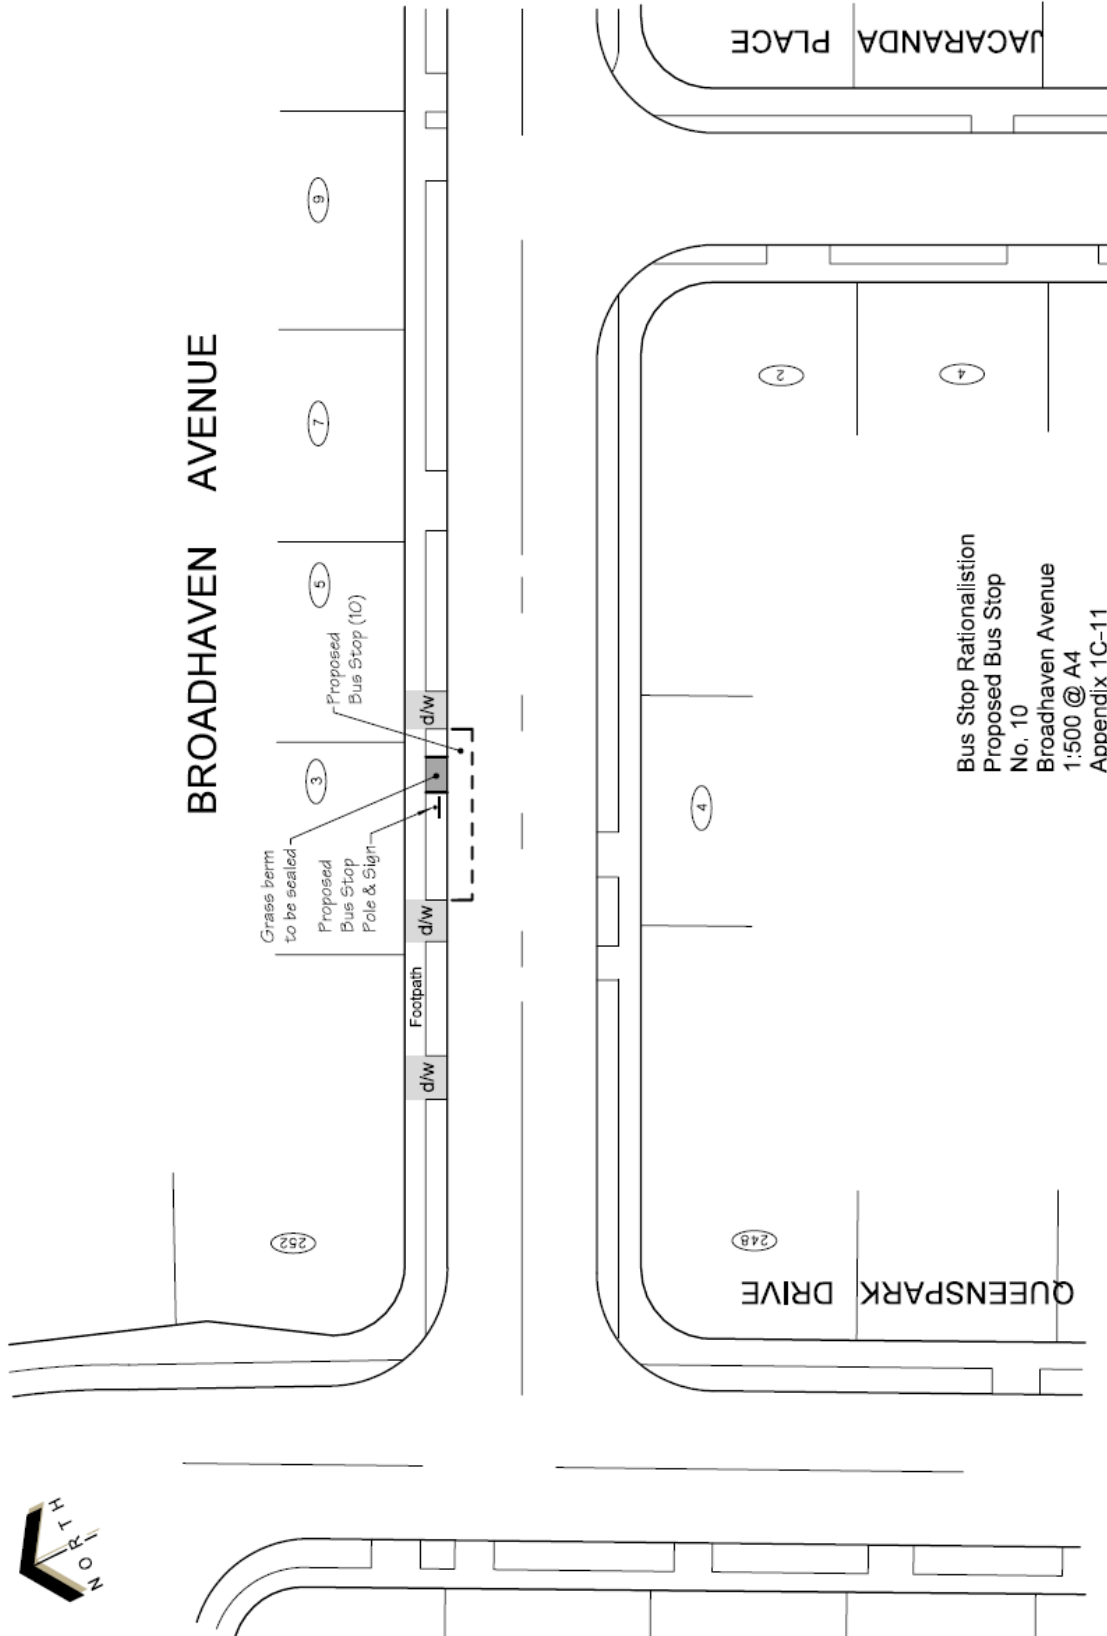 BROADHAVEN AVENUE
JACARANDA PLACE
9
7
5
3
252
Proposed
Bus Stop (10)
Grass berm
to be sealed
Proposed
Bus Stop
Pole & Sign
d/w
d/w
Footpath
d/w
2
4
4
248
QUEENSPARK DRIVE
Bus Stop Rationalistion
Proposed Bus Stop
No. 10
Broadhaven Avenue
1:500 @ A4
Appendix 1C-11
NORTH